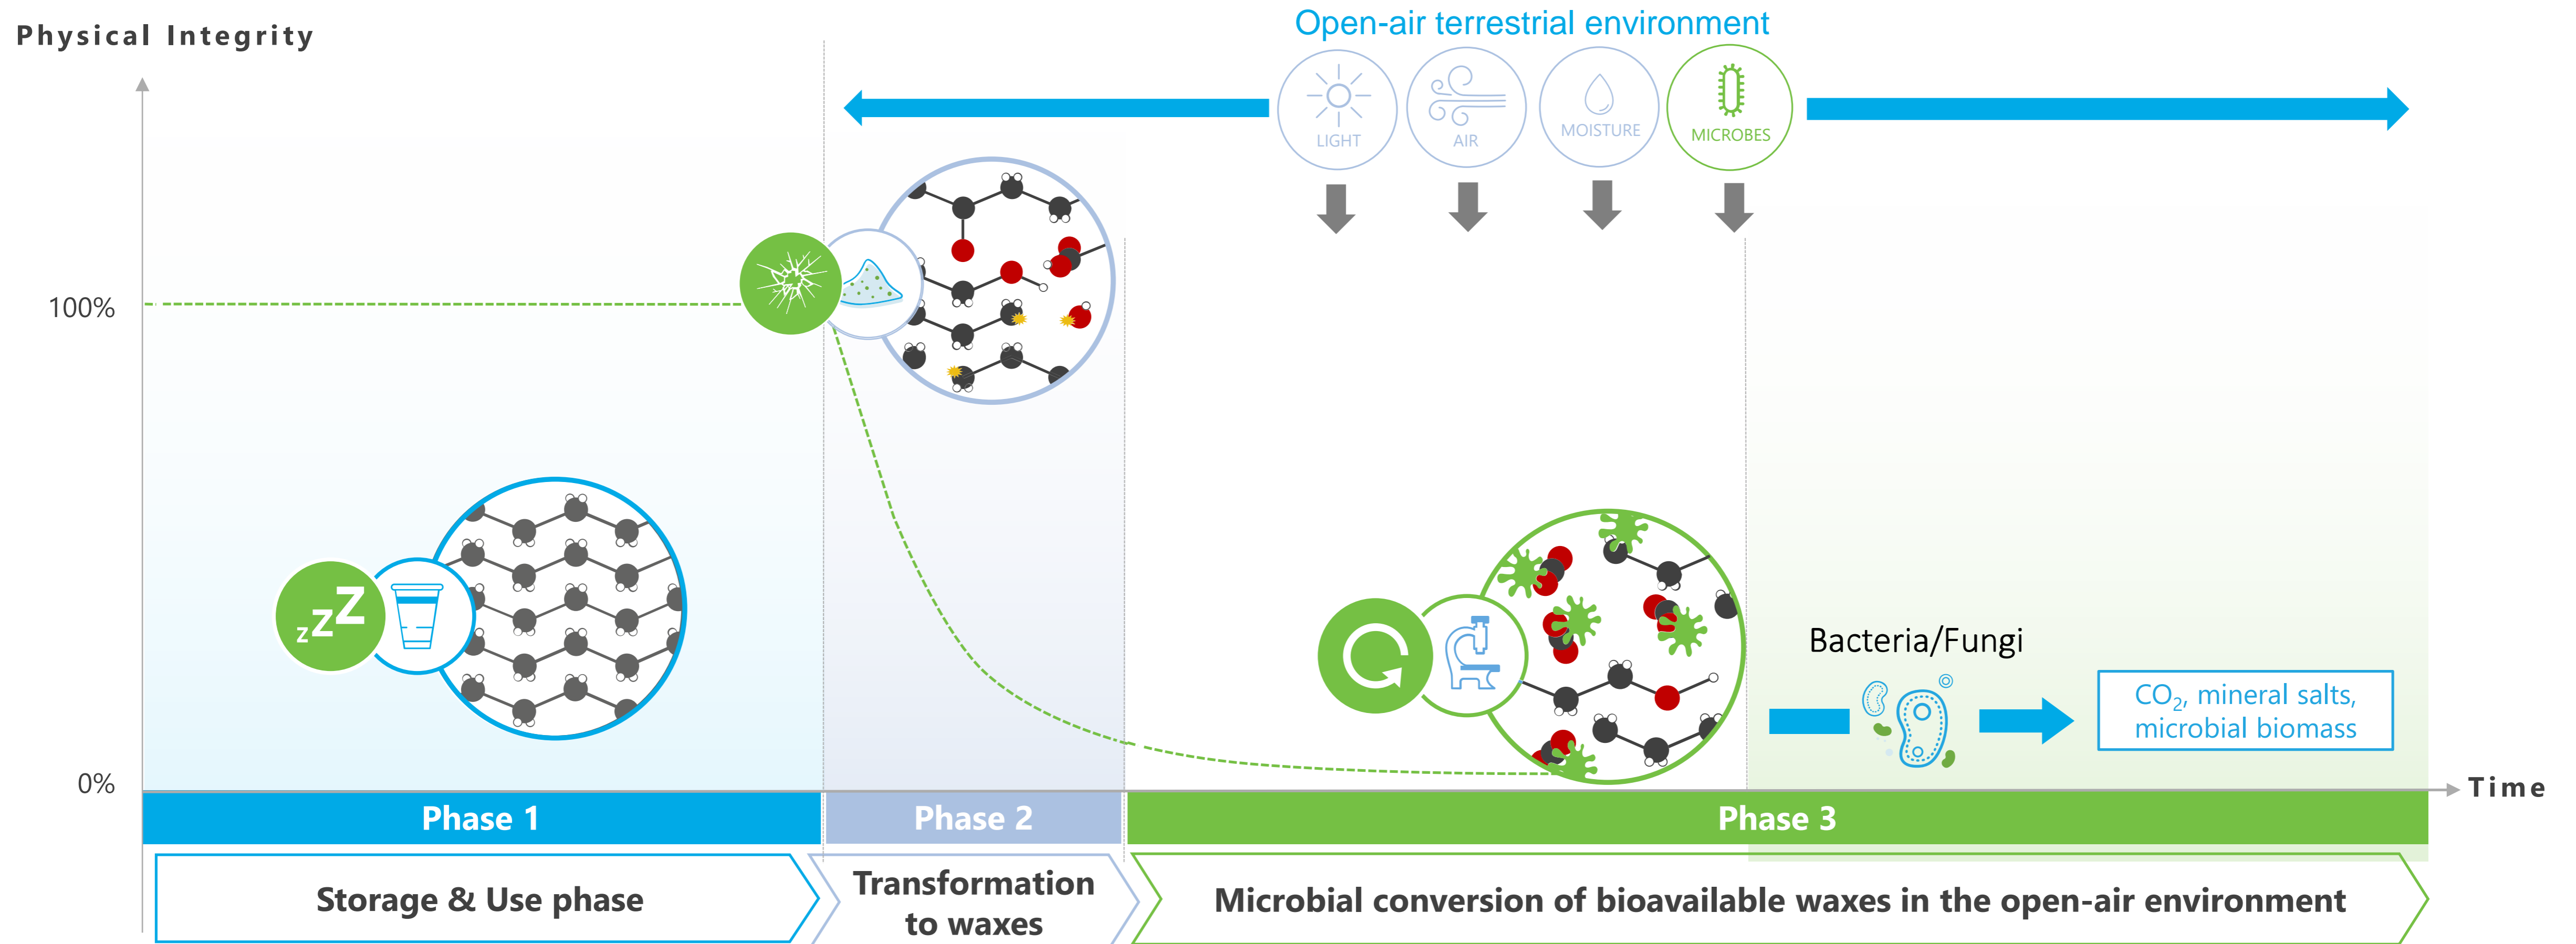 Physical Integrity
Open-air terrestrial environment
LIGHT
AIR
MOISTURE
MICROBES
100%
zzZ
Bacteria/Fungi
CO₂, mineral salts,
microbial biomass
0%
Time
Phase 1
Phase 2
Phase 3
Storage & Use phase
Transformation
to waxes
Microbial conversion of bioavailable waxes in the open-air environment